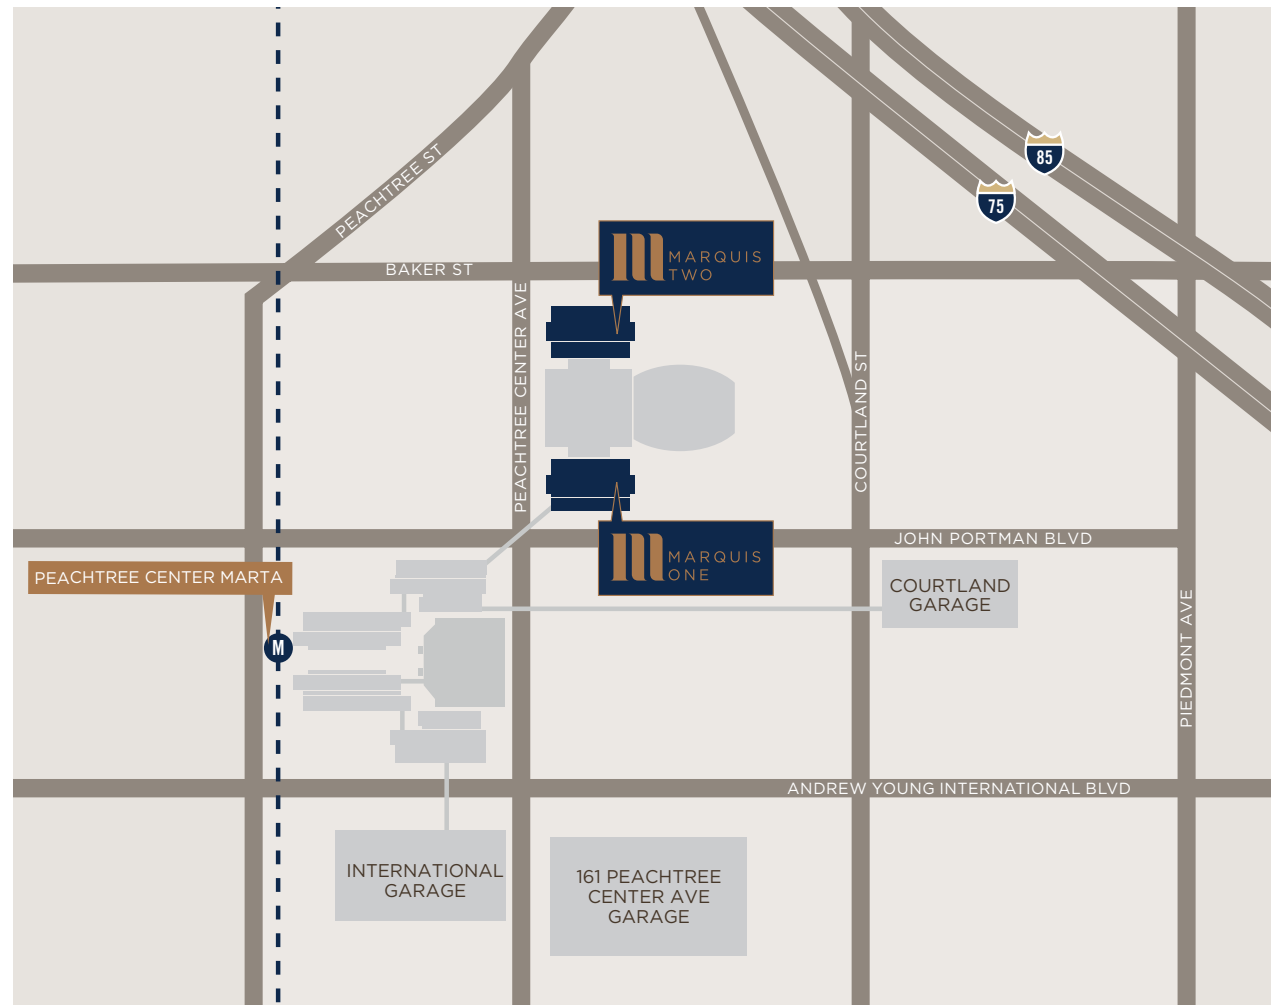 85
75
PEACHTREE ST
MARQUIS
TWO
BAKER ST
PEACHTREE CENTER AVE
COURTLAND ST
JOHN PORTMAN BLVD
MARQUIS
ONE
PEACHTREE CENTER MARTA
COURTLAND
GARAGE
M
PIEDMONT AVE
ANDREW YOUNG INTERNATIONAL BLVD
INTERNATIONAL
GARAGE
161 PEACHTREE
CENTER AVE
GARAGE